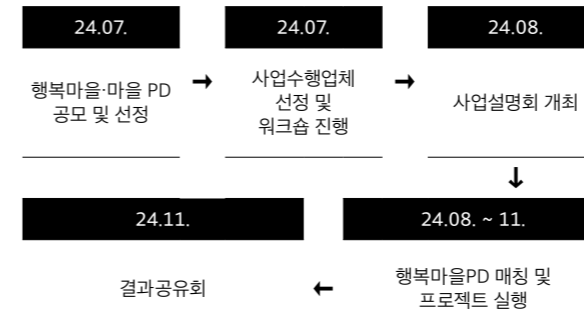 24.07.
행복마을·마을 PD
공모 및 선정
➞
24.07.
사업수행업체
선정 및
워크숍 진행
➞
24.08.
사업설명회 개최
↓
24.08. ~ 11.
행복마을PD 매칭 및
프로젝트 실행
←
24.11.
결과공유회